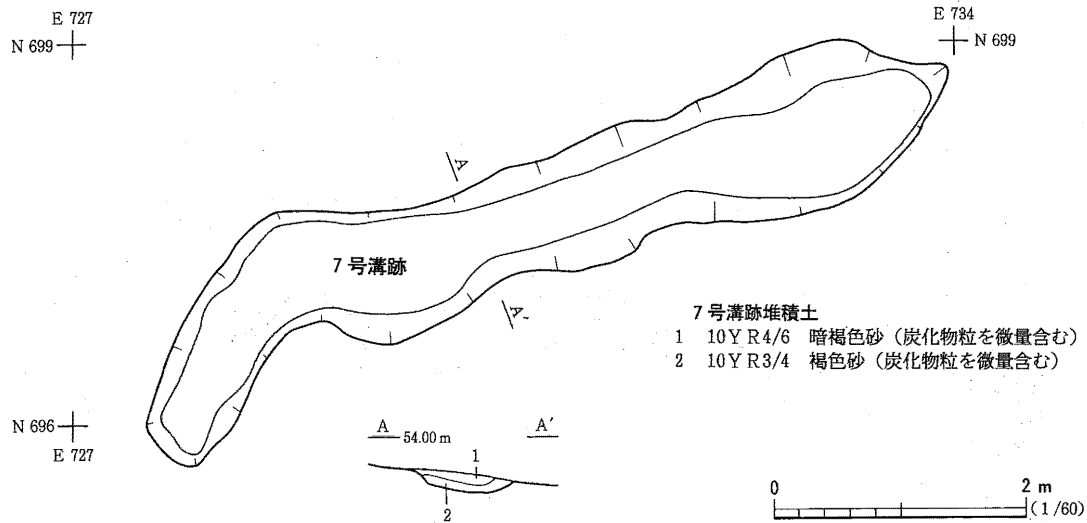 E 727
N 699
E 734
N 699
A
7号溝跡
A′
7号溝跡堆積土
1 10YR4/6 暗褐色砂（炭化物粒を微量含む）
2 10YR3/4 褐色砂（炭化物粒を微量含む）
N 696
E 727
A 54.00m A′
1
2
0 2 m
(1/60)